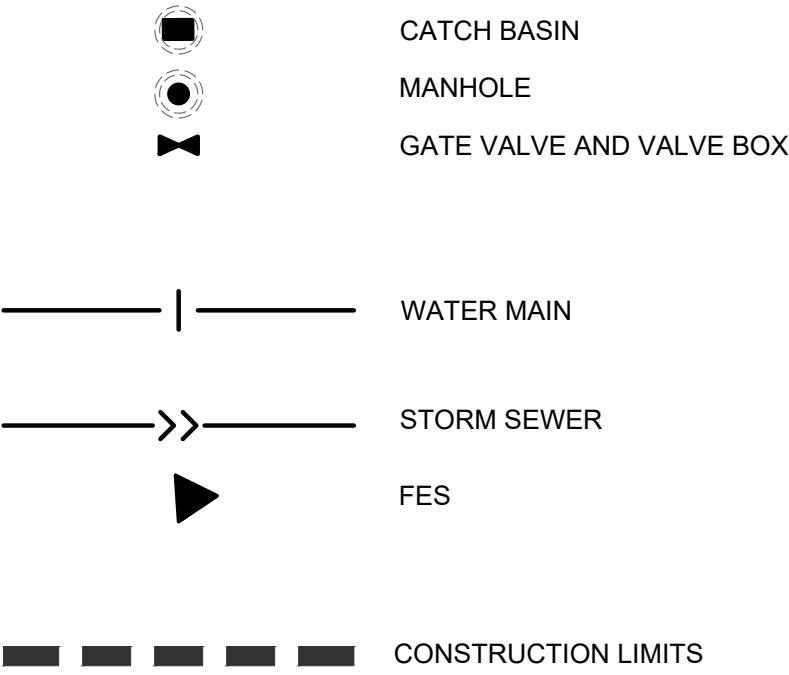 CATCH BASIN
MANHOLE
GATE VALVE AND VALVE BOX
WATER MAIN
STORM SEWER
FES
CONSTRUCTION LIMITS